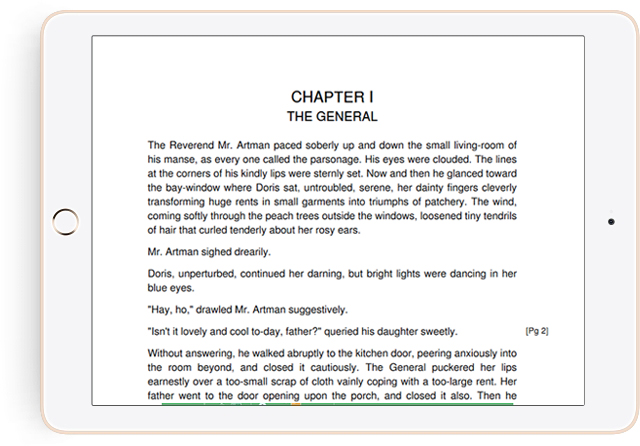 CHAPTER I
THE GENERAL
The Reverend Mr. Artman paced soberly up and down the small living-room of
his manse, as every one called the parsonage. His eyes were clouded. The lines
at the corners of his kindly lips were sternly set. Now and then he glanced toward
the bay-window where Doris sat, untroubled, serene, her dainty fingers cleverly
transforming huge rents in small garments into triumphs of patchery. The wind,
coming softly through the peach trees outside the windows, loosened tiny tendrils
of hair that curled tenderly about her rosy ears.
Mr. Artman sighed drearily.
Doris, unperturbed, continued her darning, but bright lights were dancing in her
blue eyes.
"Hay, ho," drawled Mr. Artman suggestively.
"Isn't it lovely and cool to-day, father?" queried his daughter sweetly. [Pg 2]
Without answering, he walked abruptly to the kitchen door, peering anxiously into
the room beyond, and closed it cautiously. The General puckered her lips
earnestly over a too-small scrap of cloth vainly coping with a too-large rent. Her
father went to the door opening upon the porch, and closed it also. Then he